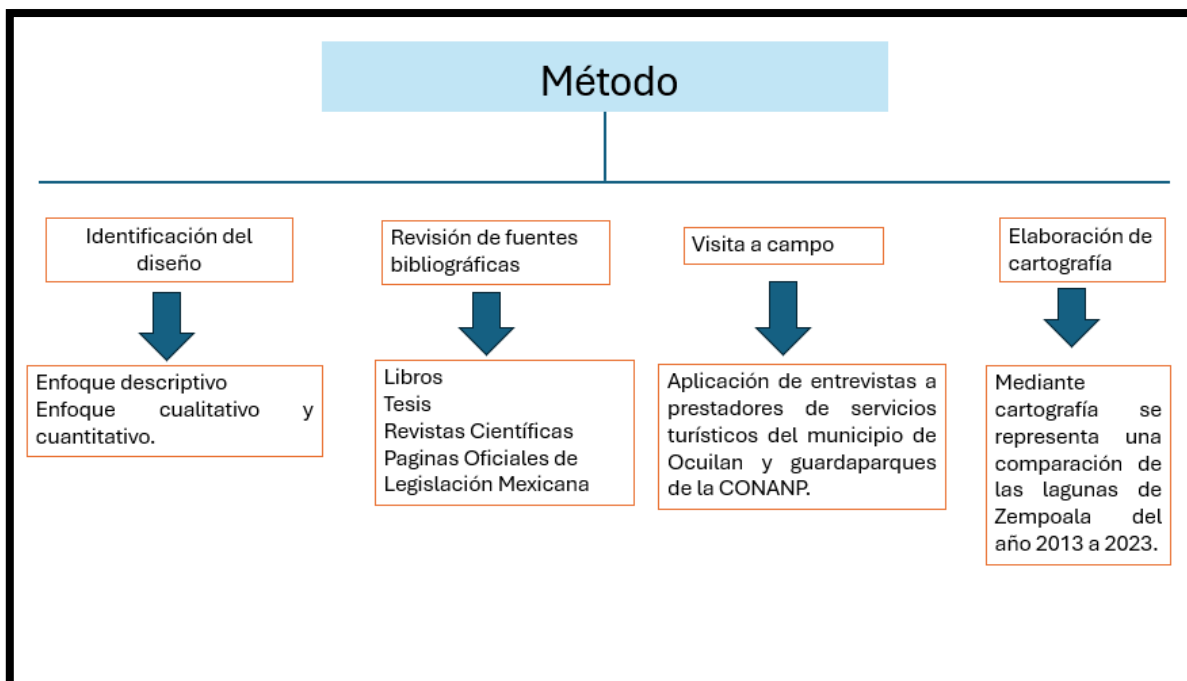 Método
Identificación del
diseño
Enfoque descriptivo
Enfoque cualitativo y
cuantitativo.
Revisión de fuentes
bibliográficas
Libros
Tesis
Revistas Científicas
Paginas Oficiales de
Legislación Mexicana
Visita a campo
Aplicación de entrevistas a
prestadores de servicios
turísticos del municipio de
Ocuilan y guardaparques
de la CONANP.
Elaboración de
cartografía
Mediante
cartografía se
representa una
comparación de
las lagunas de
Zempoala del
año 2013 a 2023.